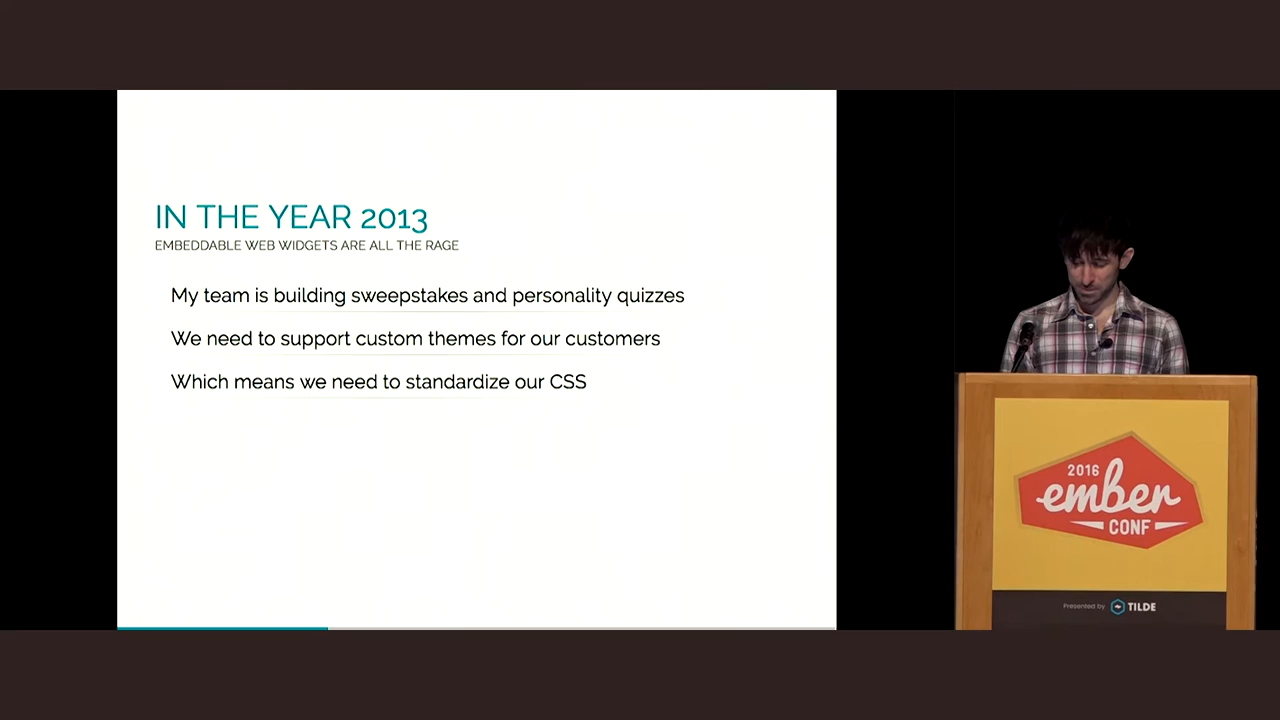 IN THE YEAR 2013
EMBEDDABLE WEB WIDGETS ARE ALL THE RAGE
My team is building sweepstakes and personality quizzes
We need to support custom themes for our customers
Which means we need to standardize our CSS
2016
ember
CONF
Presented by TILDE